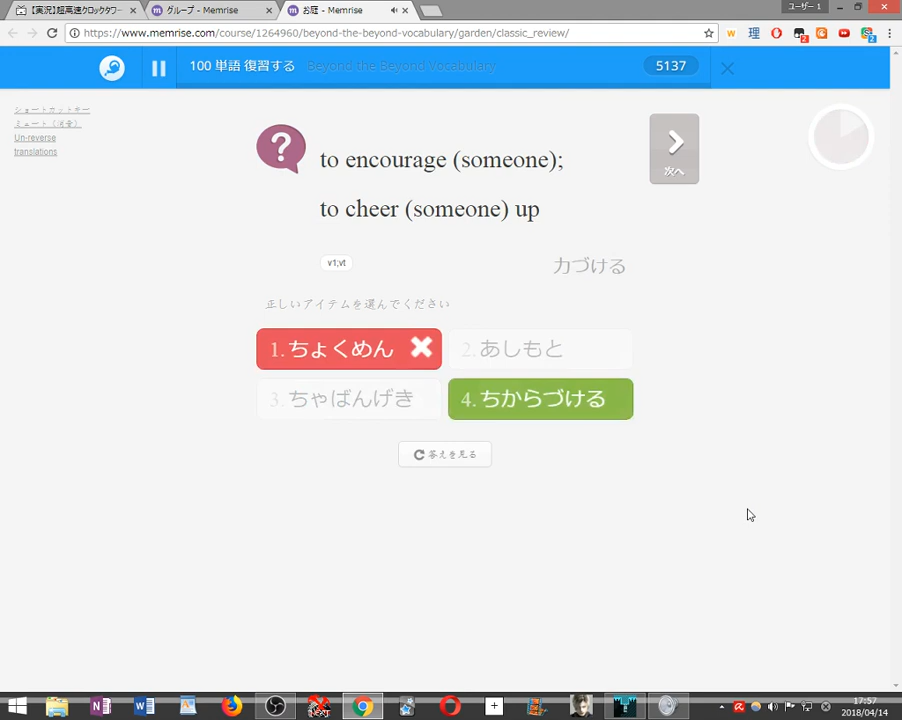 【実況】超高速クロックタワー
グループ - Memrise
お庭 - Memrise
ユーザー 1
https://www.memrise.com/course/1264960/beyond-the-beyond-vocabulary/garden/classic_review/
100 単語 復習する
Beyond the Beyond Vocabulary
5137
ショートカットキー
ミュート (消音)
Un-reverse
translations
?
to encourage (someone);
to cheer (someone) up
次へ
v1;vt
力づける
正しいアイテムを選んでください
1. ちょくめん
2. あしもと
3. ちゃばんげき
4. ちからづける
答えを見る
17:57
2018/04/14